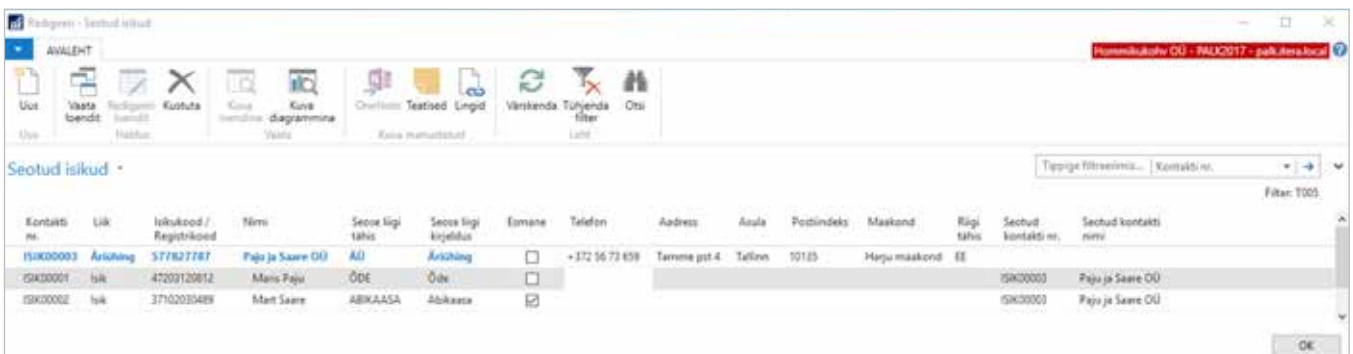 Redigeeri - Seotud isikud
AVALEHT
Hommikukohv OÜ - PALK2017 - palk.itera.local
Uus Vaata loendit Redigeeri loendit Kustuta Kuva loendina Kuva diagrammina OneNote Teatised Lingid Värskenda Tühjenda filter Otsi
Uus Haldus Vaata Kuva manustatud Leht
Seotud isikud
Tippige filtreerimis... Kontakti nr.
Filter: T005
Kontakti nr. Liik Isikukood / Registrikood Nimi Seose liigi tähis Seose liigi kirjeldus Esmane Telefon Aadress Asula Postiindeks Maakond Riigi tähis Seotud kontakti nr. Seotud kontakti nimi
ISIK00003 Äriühing 577827787 Paju ja Saare OÜ AÜ Äriühing +372 56 73 659 Tamme pst 4 Tallinn 10135 Harju maakond EE
ISIK00001 Isik 47203120812 Maris Paju ÕDE Õde ISIK00003 Paju ja Saare OÜ
ISIK00002 Isik 37102030489 Mart Saare ABIKAASA Abikaasa ISIK00003 Paju ja Saare OÜ
OK